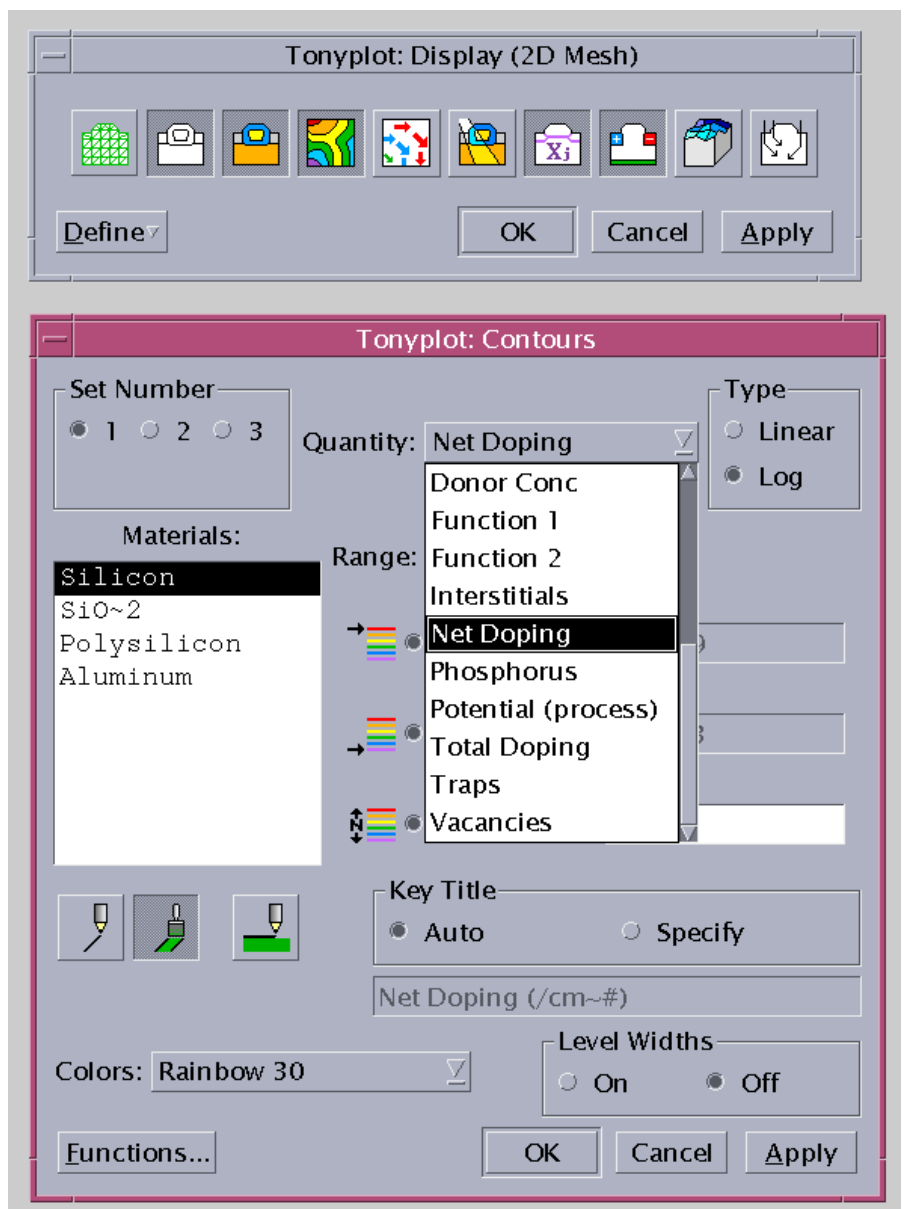 Tonyplot: Display (2D Mesh)
Xj
Define
OK Cancel Apply
Tonyplot: Contours
Set Number
1 2 3
Quantity: Net Doping
Type
Linear
Log
Donor Conc
Function 1
Function 2
Interstitials
Net Doping
Phosphorus
Potential (process)
Total Doping
Traps
Vacancies
Materials:
Silicon
SiO~2
Polysilicon
Aluminum
Range:
N
Key Title
Auto Specify
Net Doping (/cm~#)
Colors: Rainbow 30
Level Widths
On Off
Functions...
OK Cancel Apply